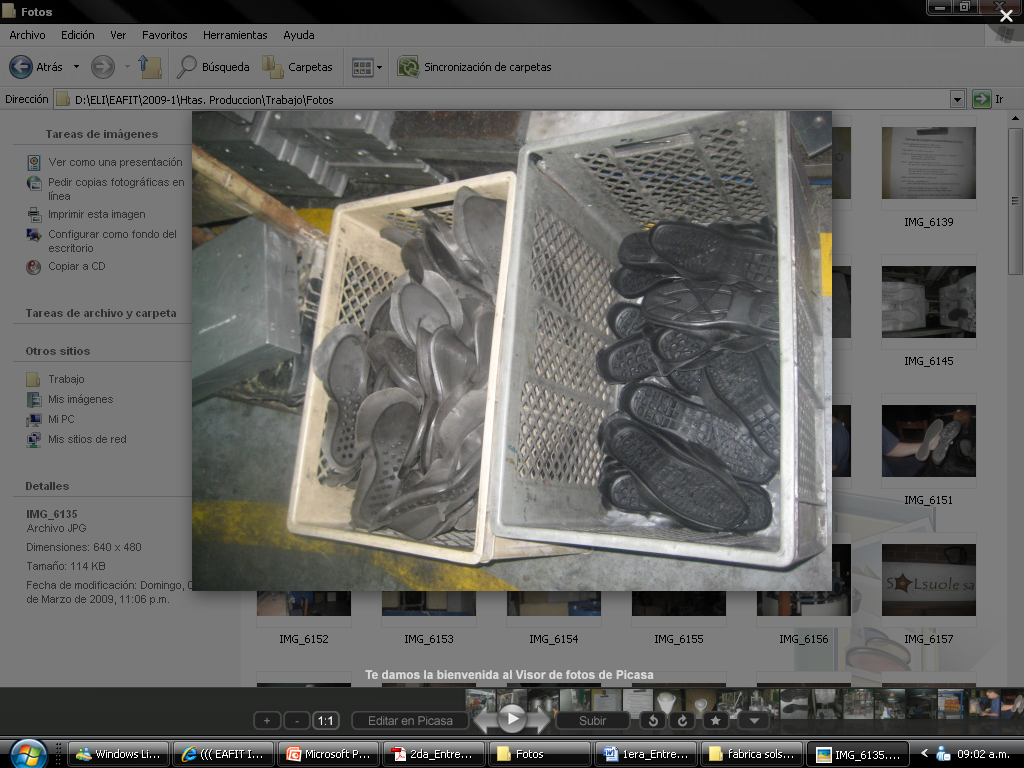 Fotos
Archivo Edición Ver Favoritos Herramientas Ayuda
Atrás Búsqueda Carpetas Sincronización de carpetas
Dirección D:\ELI\EAFIT\2009-1\Htas. Produccion\Trabajo\Fotos Ir
Tareas de imágenes
Ver como una presentación
Pedir copias fotográficas en
línea
Imprimir esta imagen
Configurar como fondo del
escritorio
Copiar a CD
Tareas de archivo y carpeta
Otros sitios
Trabajo
Mis imágenes
Mi PC
Mis sitios de red
Detalles
IMG_6135
Archivo JPG
Dimensiones: 640 x 480
Tamaño: 114 KB
Fecha de modificación: Domingo, 0
de Marzo de 2009, 11:06 p.m.
IMG_6139
IMG_6145
IMG_6151
SOLsuole sa
IMG_6152 IMG_6153 IMG_6154 IMG_6155 IMG_6156 IMG_6157
Te damos la bienvenida al Visor de fotos de Picasa
+ - 1:1 Editar en Picasa Subir
Windows Li... ((( EAFIT I... Microsoft P... 2da_Entre... Fotos 1era_Entre... fabrica sols... IMG_6135.... 09:02 a.m.